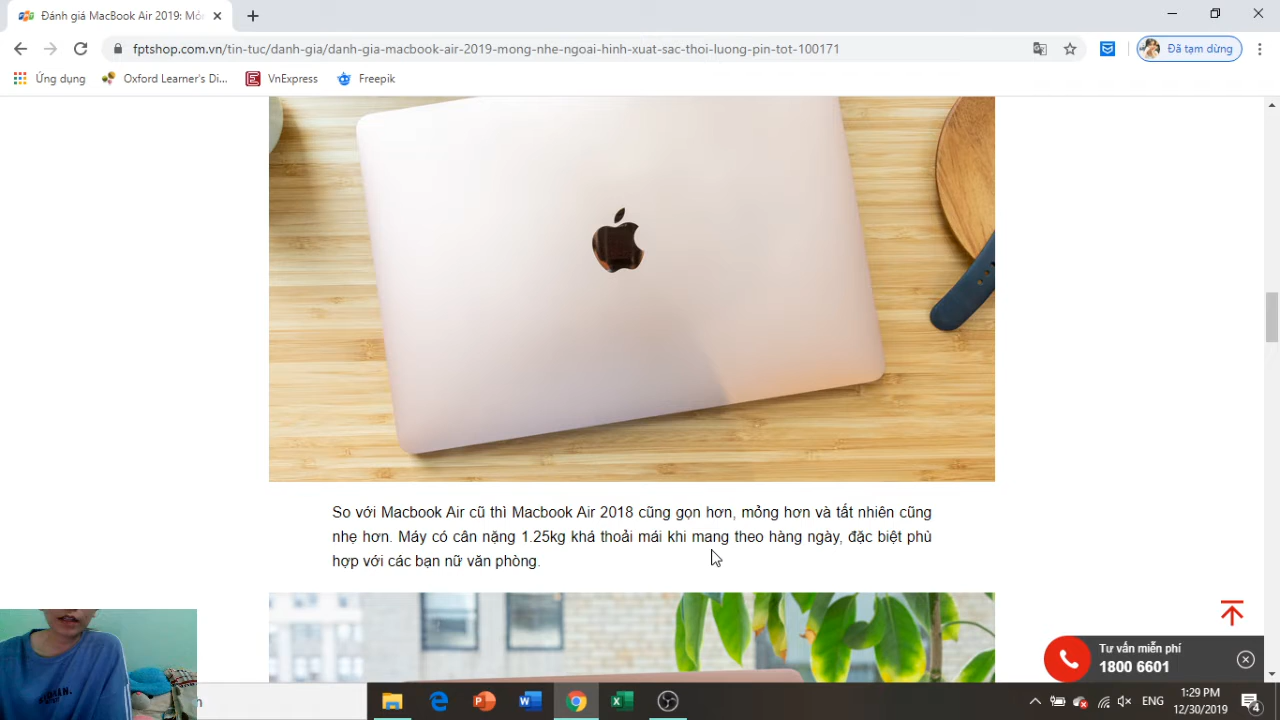 Đánh giá MacBook Air 2019: Mỏn
fptshop.com.vn/tin-tuc/danh-gia/danh-gia-macbook-air-2019-mong-nhe-ngoai-hinh-xuat-sac-thoi-luong-pin-tot-100171
Đã tạm dừng
Ứng dụng
Oxford Learner's Di...
VnExpress
Freepik
So với Macbook Air cũ thì Macbook Air 2018 cũng gọn hơn, mỏng hơn và tất nhiên cũng
nhẹ hơn. Máy có cân nặng 1.25kg khá thoải mái khi mang theo hàng ngày, đặc biệt phù
hợp với các bạn nữ văn phòng.
Tư vấn miễn phí
1800 6601
ENG
1:29 PM
12/30/2019
4